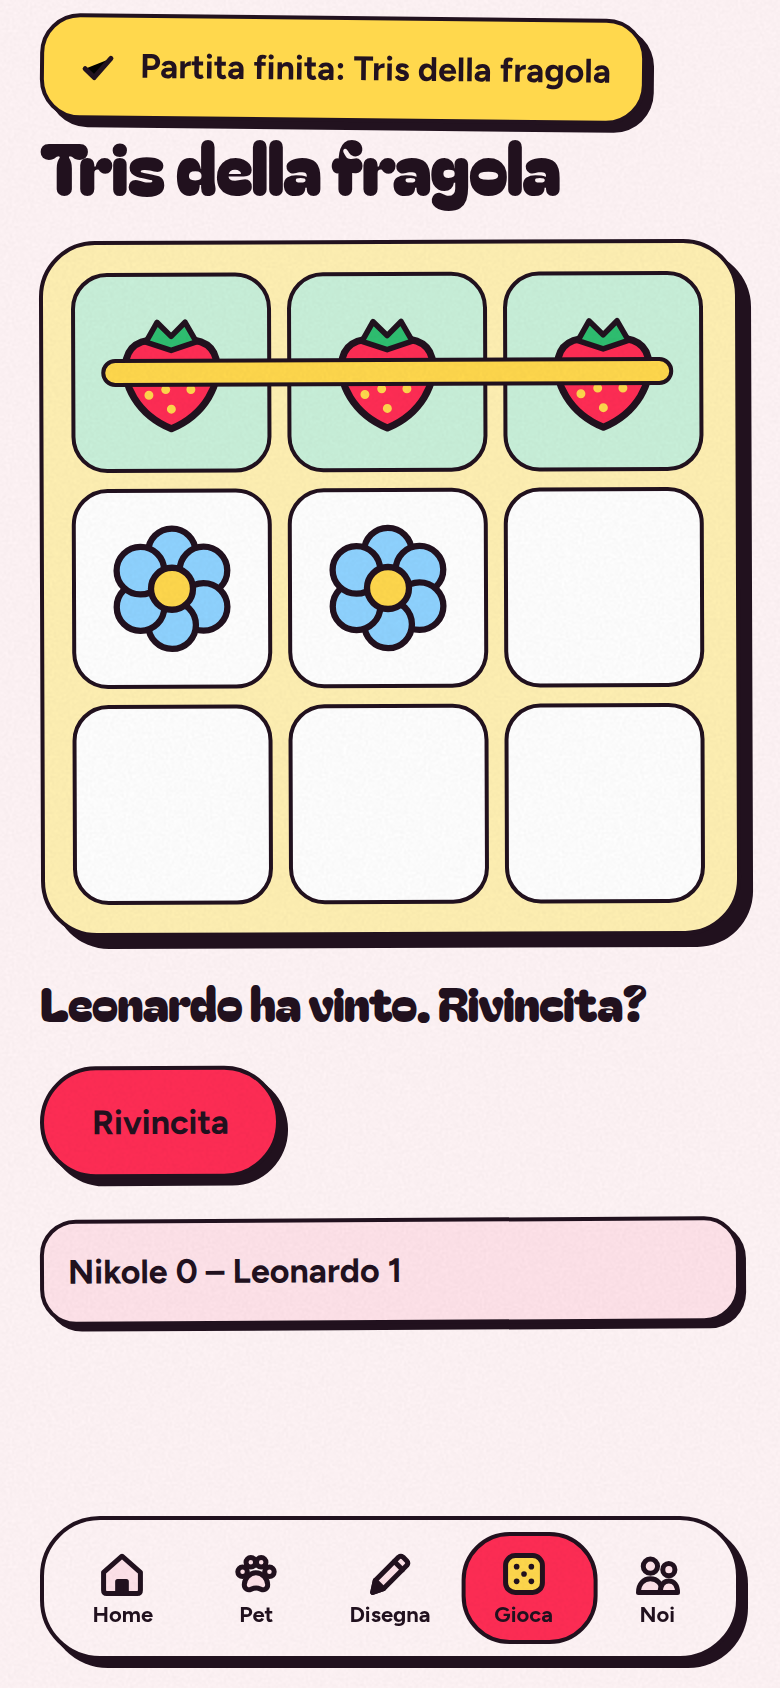 Partita finita: Tris della fragola
Tris della fragola
Leonardo ha vinto. Rivincita?
Rivincita
Nikole 0 – Leonardo 1
Home
Pet
Disegna
Gioca
Noi